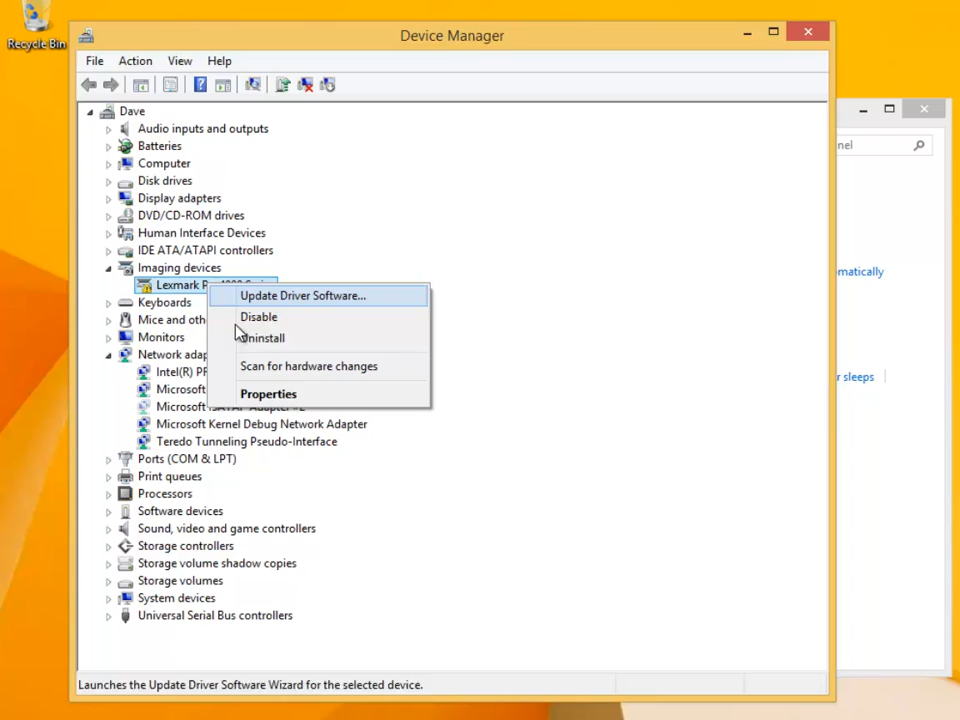 Recycle Bin
Device Manager
File Action View Help
nel
Dave
Audio inputs and outputs
Batteries
Computer
Disk drives
Display adapters
DVD/CD-ROM drives
Human Interface Devices
IDE ATA/ATAPI controllers
Imaging devices
Lexmark
Update Driver Software...
Disable
Uninstall
Scan for hardware changes
Properties
Keyboards
Mice and oth
Monitors
Network adap
Intel(R) PR
Microsoft
Microsoft ISATAP Adapter #2
Microsoft Kernel Debug Network Adapter
Teredo Tunneling Pseudo-Interface
Ports (COM & LPT)
Print queues
Processors
Software devices
Sound, video and game controllers
Storage controllers
Storage volume shadow copies
Storage volumes
System devices
Universal Serial Bus controllers
omatically
r sleeps
Launches the Update Driver Software Wizard for the selected device.